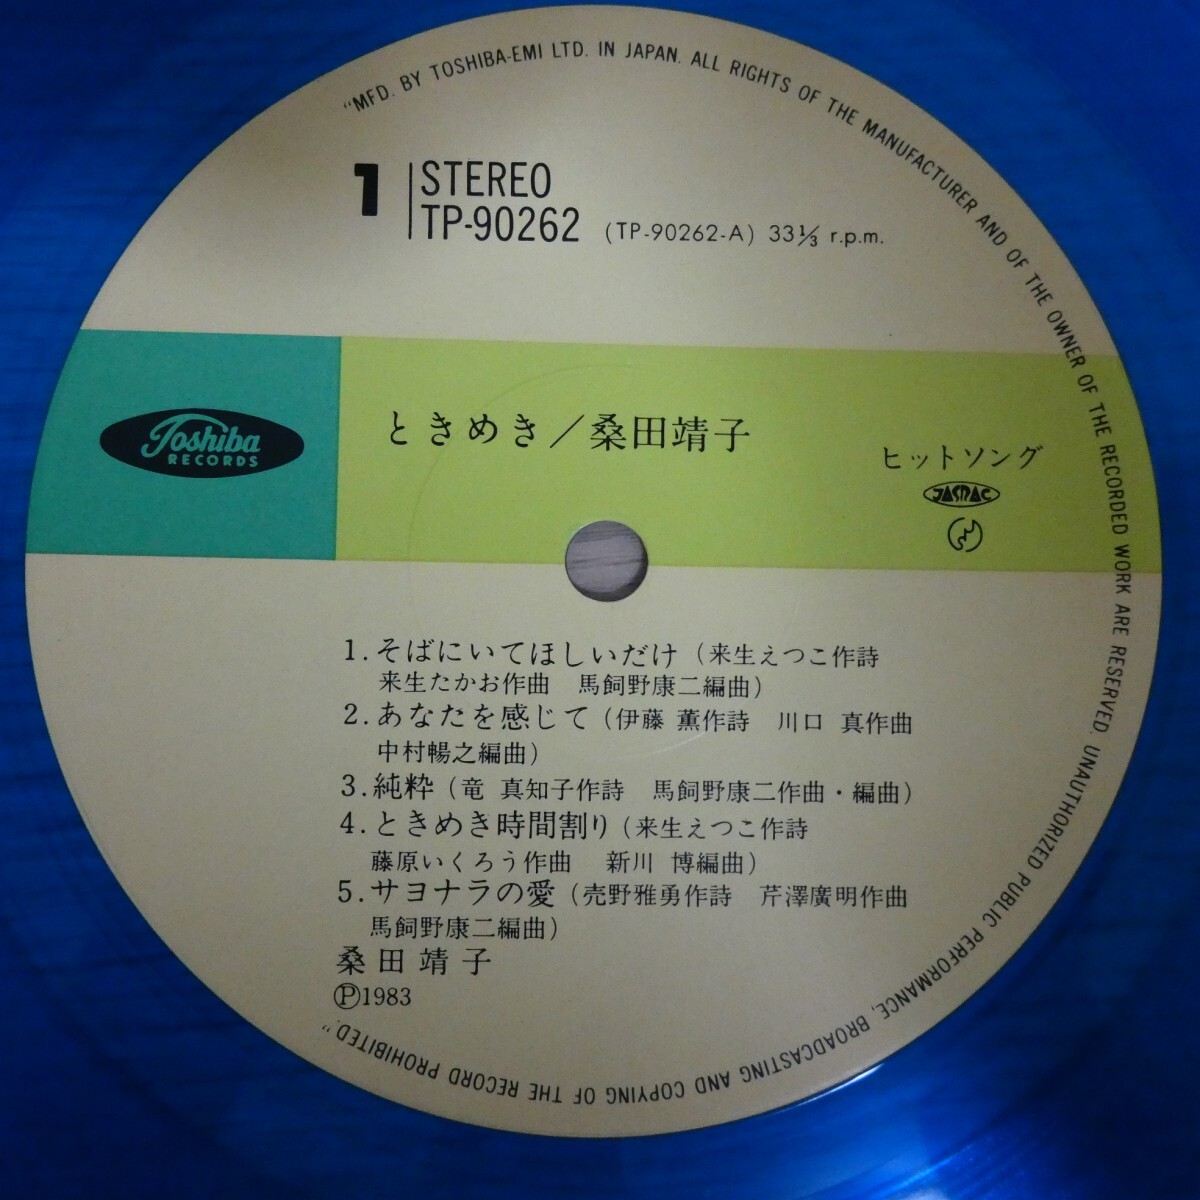 "MFD. BY TOSHIBA-EMI LTD. IN JAPAN. ALL RIGHTS OF THE MANUFACTURER AND OF THE OWNER OF THE RECORDED WORK ARE RESERVED. UNAUTHORIZED PUBLIC PERFORMANCE, BROADCASTING AND COPYING OF THE RECORD PROHIBITED."
1 STEREO
TP-90262 (TP-90262-A) 33⅓ r.p.m.
Toshiba
RECORDS
ときめき／桑田靖子
ヒットソング
JASRAC
1. そばにいてほしいだけ (来生えつこ作詩
来生たかお作曲 馬飼野康二編曲)
2. あなたを感じて (伊藤 薫作詩 川口 真作曲
中村暢之編曲)
3. 純粋 (竜 真知子作詩 馬飼野康二作曲・編曲)
4. ときめき時間割り (来生えつこ作詩
藤原いくろう作曲 新川 博編曲)
5. サヨナラの愛 (売野雅勇作詩 芹澤廣明作曲
馬飼野康二編曲)
桑田靖子
Ⓟ1983